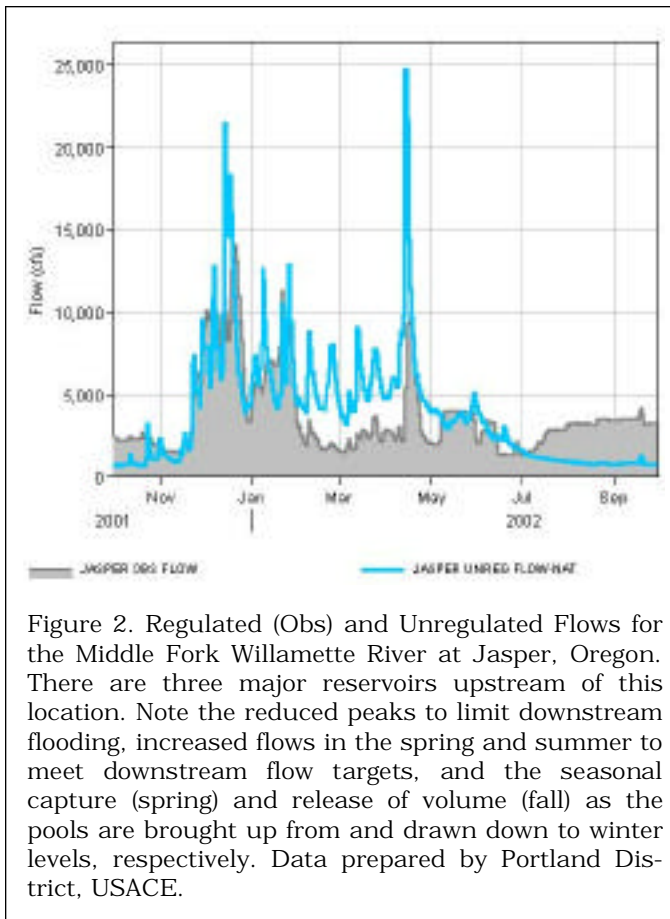 25,000
20,000
15,000
10,000
5,000
0
Flow (cfs)
Nov Jan Mar May Jul Sep
2001 2002
JASPER OBS FLOW JASPER UNREG FLOW-NAT
Figure 2. Regulated (Obs) and Unregulated Flows for
the Middle Fork Willamette River at Jasper, Oregon.
There are three major reservoirs upstream of this
location. Note the reduced peaks to limit downstream
flooding, increased flows in the spring and summer to
meet downstream flow targets, and the seasonal
capture (spring) and release of volume (fall) as the
pools are brought up from and drawn down to winter
levels, respectively. Data prepared by Portland Dis-
trict, USACE.